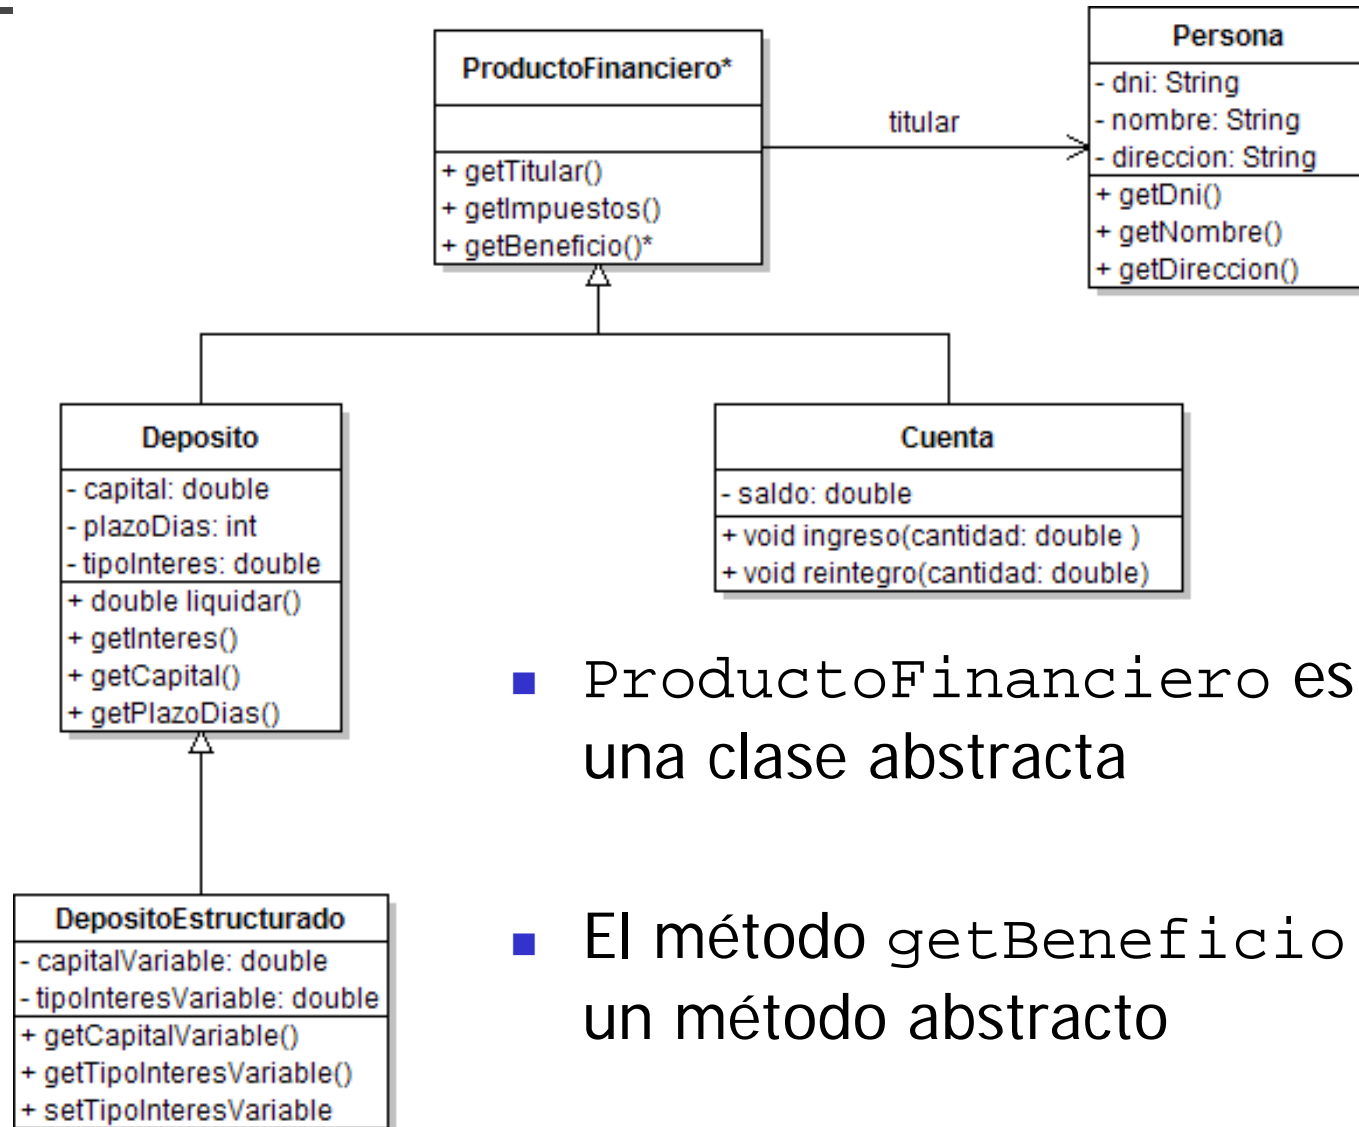 ProductoFinanciero*
+ getTitular()
+ getImpuestos()
+ getBeneficio()*
titular
Persona
- dni: String
- nombre: String
- direccion: String
+ getDni()
+ getNombre()
+ getDireccion()
Deposito
- capital: double
- plazoDias: int
- tipoInteres: double
+ double liquidar()
+ getInteres()
+ getCapital()
+ getPlazoDias()
Cuenta
- saldo: double
+ void ingreso(cantidad: double )
+ void reintegro(cantidad: double)
DepositoEstructurado
- capitalVariable: double
- tipoInteresVariable: double
+ getCapitalVariable()
+ getTipoInteresVariable()
+ setTipoInteresVariable
ProductoFinanciero es
una clase abstracta
El método getBeneficio
un método abstracto